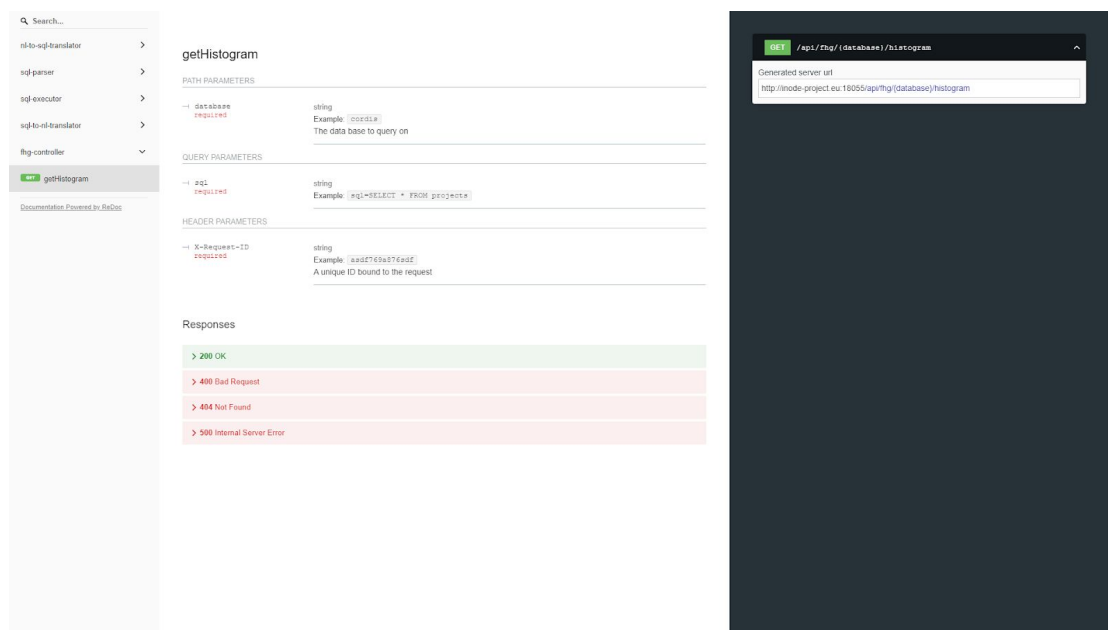 Search...
nl-to-sql-translator
sql-parser
sql-executor
sql-to-nl-translator
fhg-controller
GET getHistogram
Documentation Powered by ReDoc
getHistogram
PATH PARAMETERS
database
required
string
Example: cordis
The data base to query on
QUERY PARAMETERS
sql
required
string
Example: sql=SELECT * FROM projects
HEADER PARAMETERS
X-Request-ID
required
string
Example: asdf769a876sdf
A unique ID bound to the request
Responses
200 OK
400 Bad Request
404 Not Found
500 Internal Server Error
GET /api/fhg/{database}/histogram
Generated server url
http://inode-project.eu:18055/api/fhg/{database}/histogram